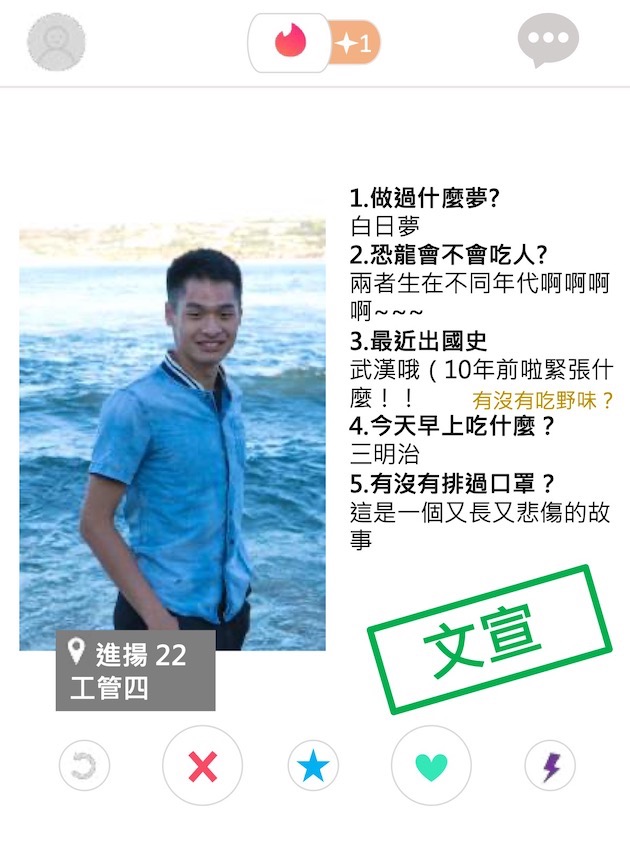 1
1.做過什麼夢?
白日夢
2.恐龍會不會吃人?
兩者生在不同年代啊啊啊
啊~~~
3.最近出國史
武漢哦（10年前啦緊張什
麼！！ 有沒有吃野味？
4.今天早上吃什麼？
三明治
5.有沒有排過口罩？
這是一個又長又悲傷的故
事
文宣
進揚 22
工管四